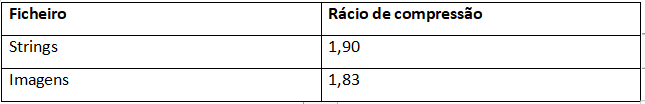 Ficheiro Rácio de compressão
Strings 1,90
Imagens 1,83